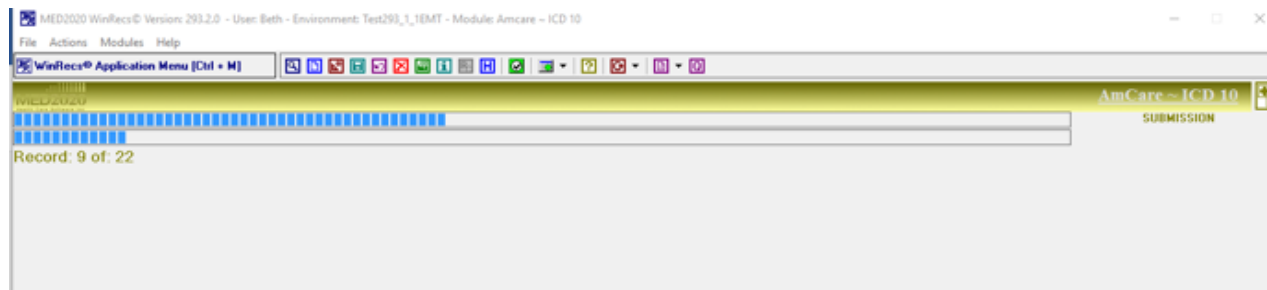 MED2020 WinRecs© Version: 293.2.0 - User: Beth - Environment: Test293_1_1EMT - Module: Amcare ~ ICD 10
File Actions Modules Help
WinRecs© Application Menu [Ctrl + M]
MED2020
AmCare ~ ICD 10
SUBMISSION
Record: 9 of: 22